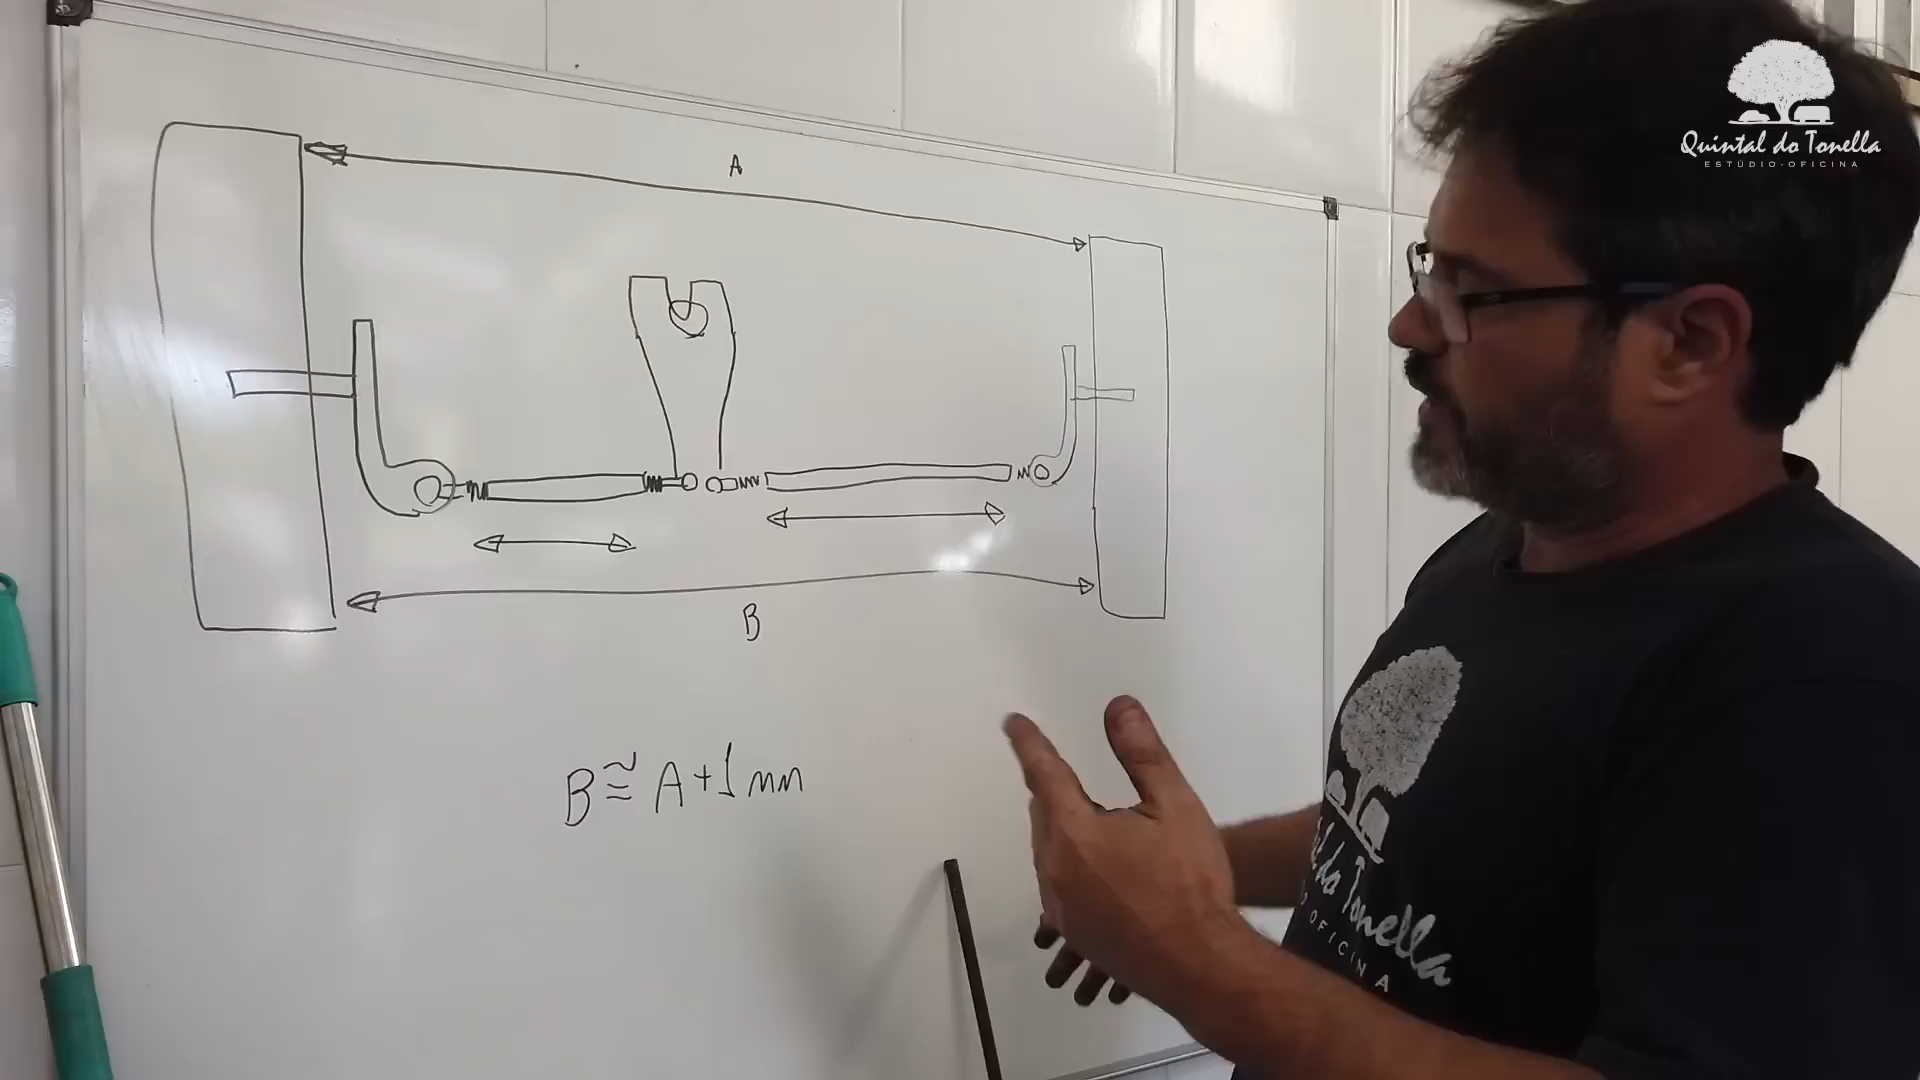 Quintal do Tonella
ESTÚDIO-OFICINA
A
B
B ≅ A + 1 mm
do Tonella
OFICINA